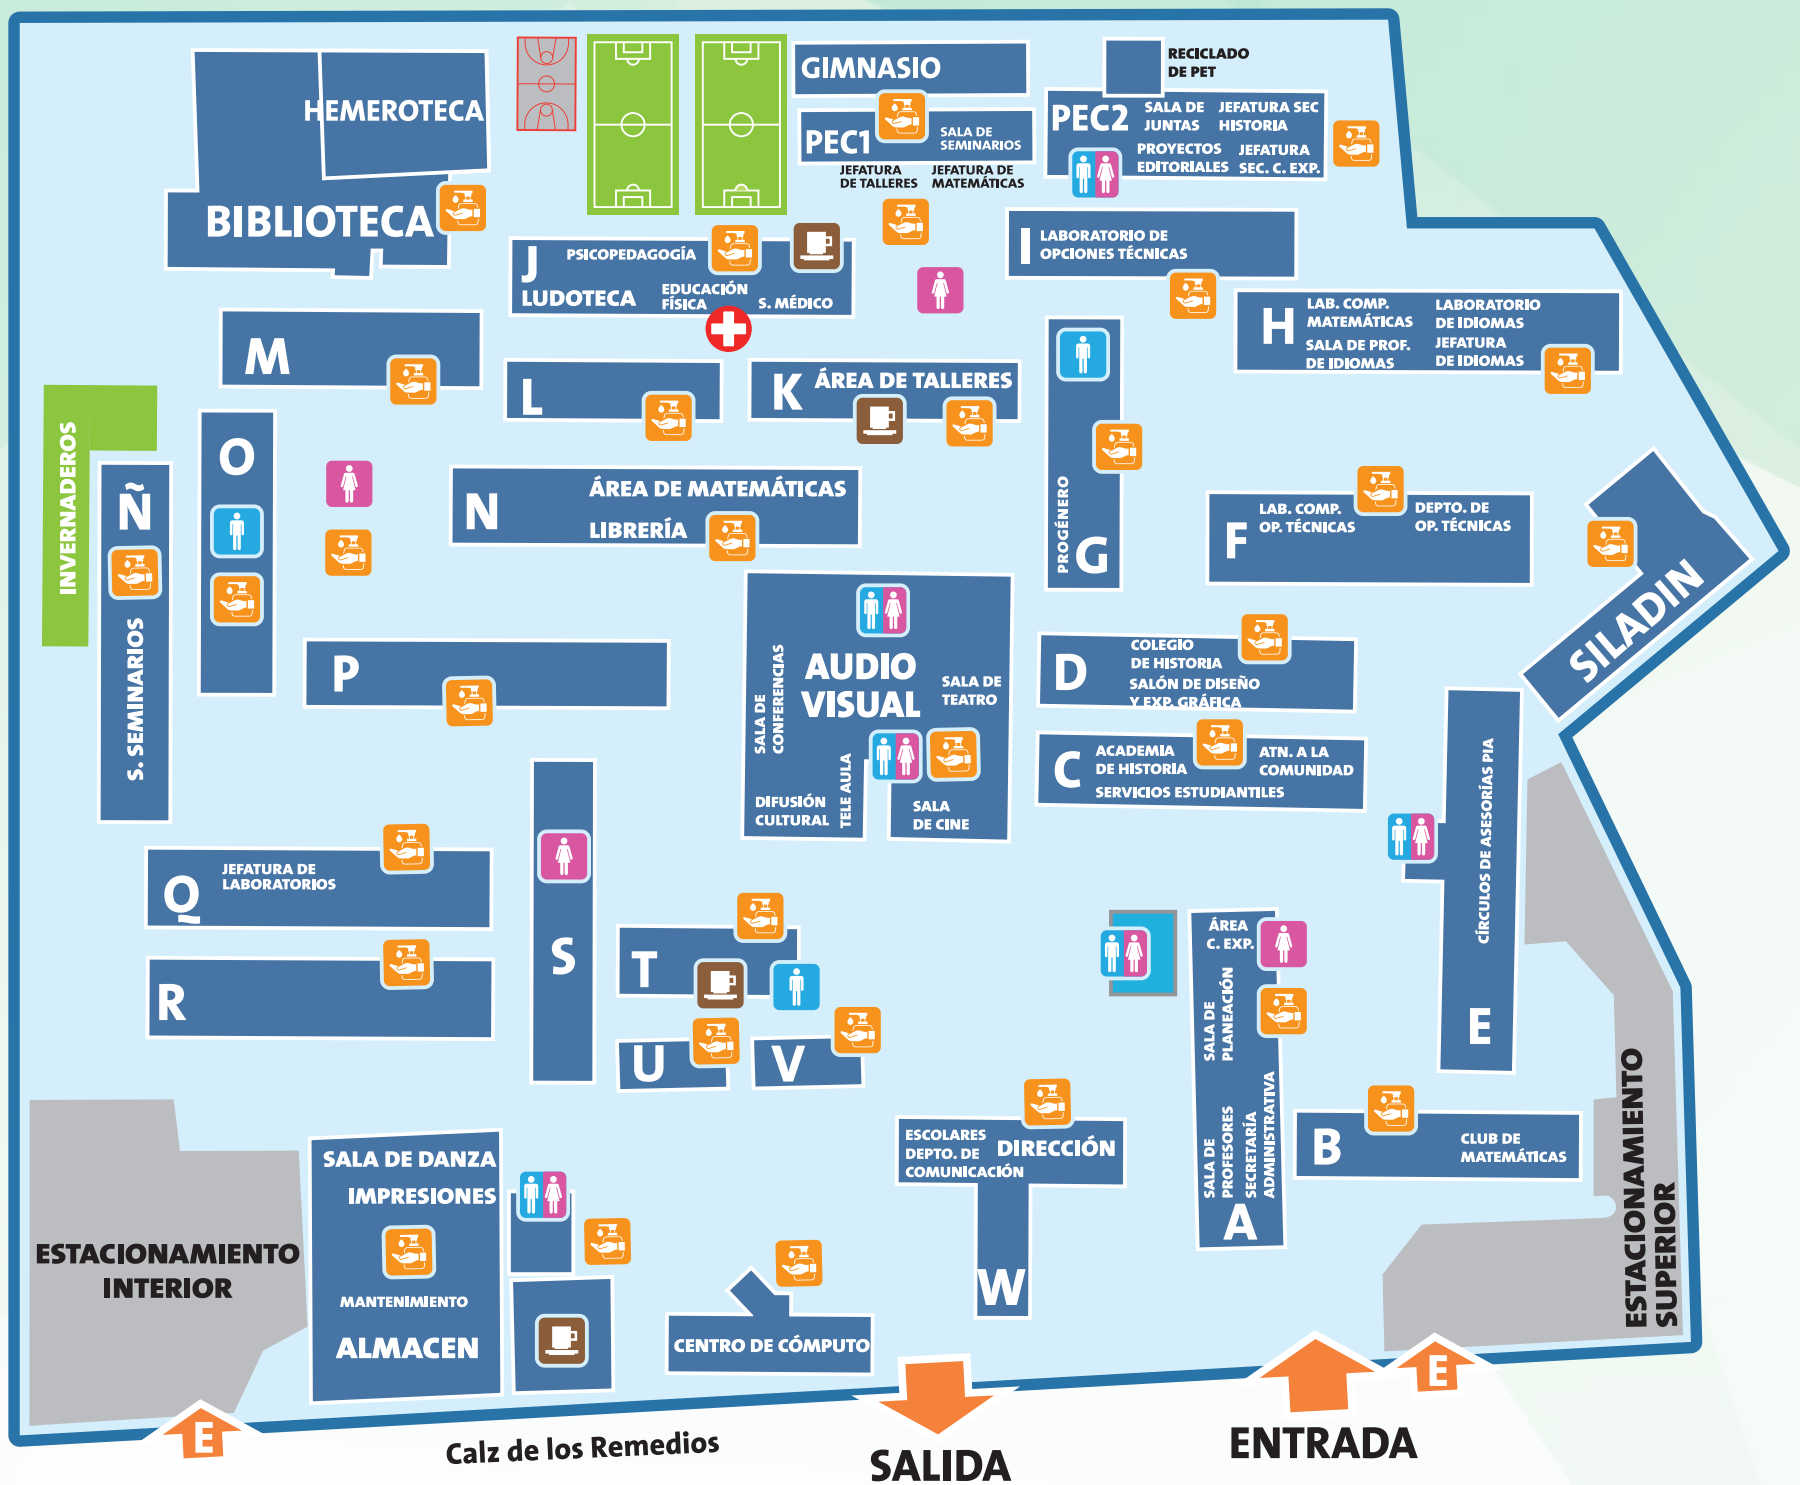 HEMEROTECA
BIBLIOTECA
GIMNASIO
PEC1
SALA DE
SEMINARIOS
JEFATURA
DE TALLERES
JEFATURA DE
MATEMÁTICAS
RECICLADO
DE PET
PEC2
SALA DE
JUNTAS
JEFATURA SEC
HISTORIA
PROYECTOS
EDITORIALES
JEFATURA
SEC. C. EXP.
J
PSICOPEDAGOGÍA
LUDOTECA
EDUCACIÓN
FÍSICA
S. MÉDICO
I
LABORATORIO DE
OPCIONES TÉCNICAS
H
LAB. COMP.
MATEMÁTICAS
LABORATORIO
DE IDIOMAS
SALA DE PROF.
DE IDIOMAS
JEFATURA
DE IDIOMAS
M
L
K
ÁREA DE TALLERES
INVERNADEROS
Ñ
S. SEMINARIOS
O
N
ÁREA DE MATEMÁTICAS
LIBRERÍA
PROGÉNERO
G
F
LAB. COMP.
OP. TÉCNICAS
DEPTO. DE
OP. TÉCNICAS
SILADIN
P
AUDIO
VISUAL
SALA DE
CONFERENCIAS
SALA DE
TEATRO
DIFUSIÓN
CULTURAL
TELE AULA
SALA
DE CINE
D
COLEGIO
DE HISTORIA
SALÓN DE DISEÑO
Y EXP. GRÁFICA
C
ACADEMIA
DE HISTORIA
ATN. A LA
COMUNIDAD
SERVICIOS ESTUDIANTILES
CÍRCULOS DE ASESORÍAS PIA
E
Q
JEFATURA DE
LABORATORIOS
R
S
T
U
V
ÁREA
C. EXP.
SALA DE
PLANEACIÓN
SALA DE
PROFESORES
SECRETARÍA
ADMINISTRATIVA
A
B
CLUB DE
MATEMÁTICAS
ESCOLARES
DEPTO. DE
COMUNICACIÓN
DIRECCIÓN
W
ESTACIONAMIENTO
SUPERIOR
ESTACIONAMIENTO
INTERIOR
SALA DE DANZA
IMPRESIONES
MANTENIMIENTO
ALMACEN
CENTRO DE CÓMPUTO
E
E
Calz de los Remedios
SALIDA
ENTRADA